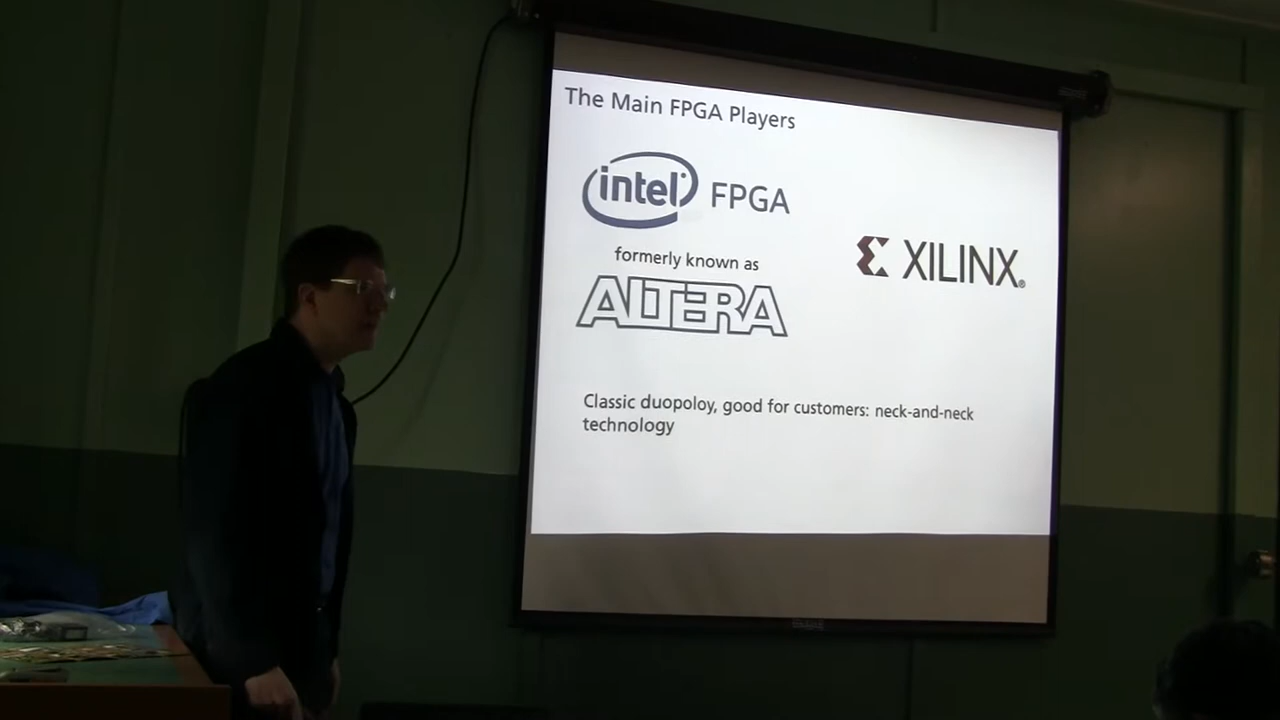 The Main FPGA Players
intel FPGA
formerly known as
ALTERA
XILINX®
Classic duopoloy, good for customers: neck-and-neck
technology